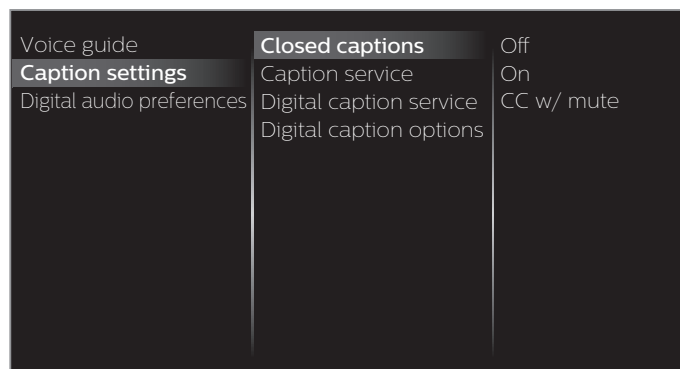 Voice guide
Caption settings
Digital audio preferences
Closed captions
Caption service
Digital caption service
Digital caption options
Off
On
CC w/ mute